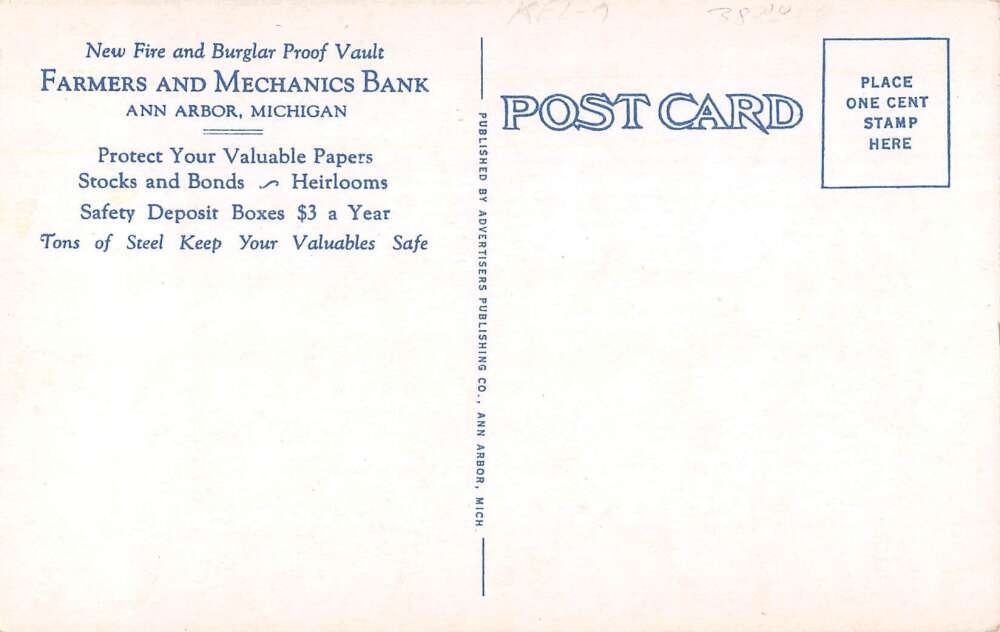 New Fire and Burglar Proof Vault
FARMERS AND MECHANICS BANK
ANN ARBOR, MICHIGAN
Protect Your Valuable Papers
Stocks and Bonds ~ Heirlooms
Safety Deposit Boxes $3 a Year
Tons of Steel Keep Your Valuables Safe
PUBLISHED BY ADVERTISERS PUBLISHING CO., ANN ARBOR, MICH.
POST CARD
PLACE
ONE CENT
STAMP
HERE